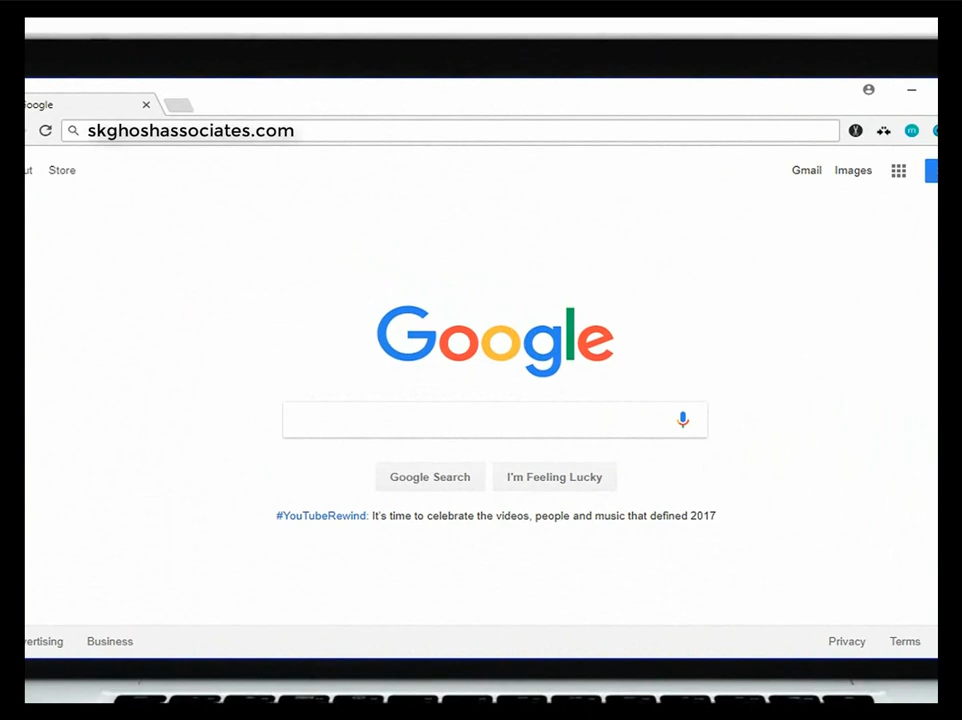 oogle
skghoshassociates.com
ut Store
Gmail Images
Google
Google Search I'm Feeling Lucky
#YouTubeRewind: It's time to celebrate the videos, people and music that defined 2017
ertising Business
Privacy Terms